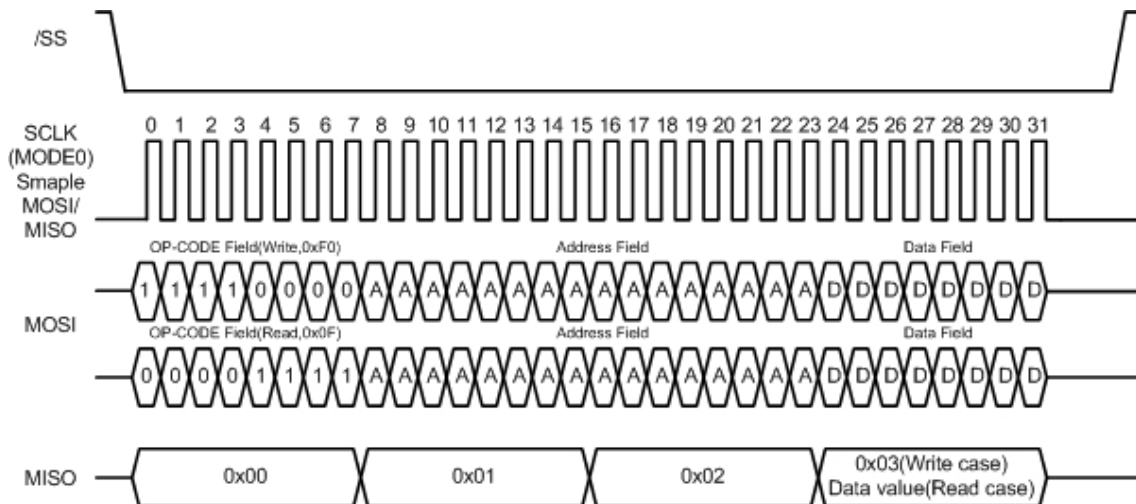 /SS
0 1 2 3 4 5 6 7 8 9 10 11 12 13 14 15 16 17 18 19 20 21 22 23 24 25 26 27 28 29 30 31
SCLK
(MODE0)
Smaple
MOSI/
MISO
OP-CODE Field(Write,0xF0) Address Field Data Field
1 1 1 1 0 0 0 0 A A A A A A A A A A A A A A A A D D D D D D D D
MOSI
OP-CODE Field(Read,0x0F) Address Field Data Field
0 0 0 0 1 1 1 1 A A A A A A A A A A A A A A A A D D D D D D D D
MISO
0x00 0x01 0x02 0x03(Write case)
Data value(Read case)